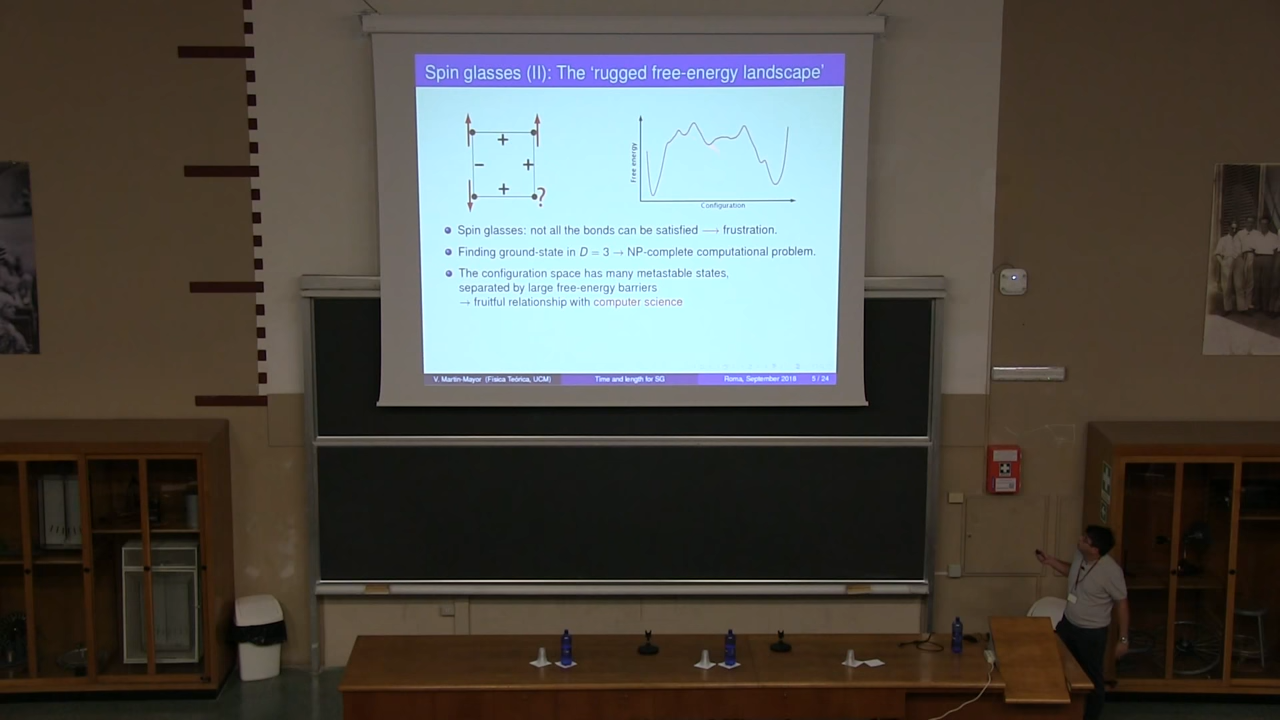 Spin glasses (II): The ‘rugged free-energy landscape’
+
−
+
+
?
Free energy
Configuration
Spin glasses: not all the bonds can be satisfied → frustration.
Finding ground-state in D = 3 → NP-complete computational problem.
The configuration space has many metastable states,
separated by large free-energy barriers
→ fruitful relationship with computer science
V. Martin-Mayor (Física Teórica, UCM)
Time and length for SG
Roma, September 2018
5 / 24